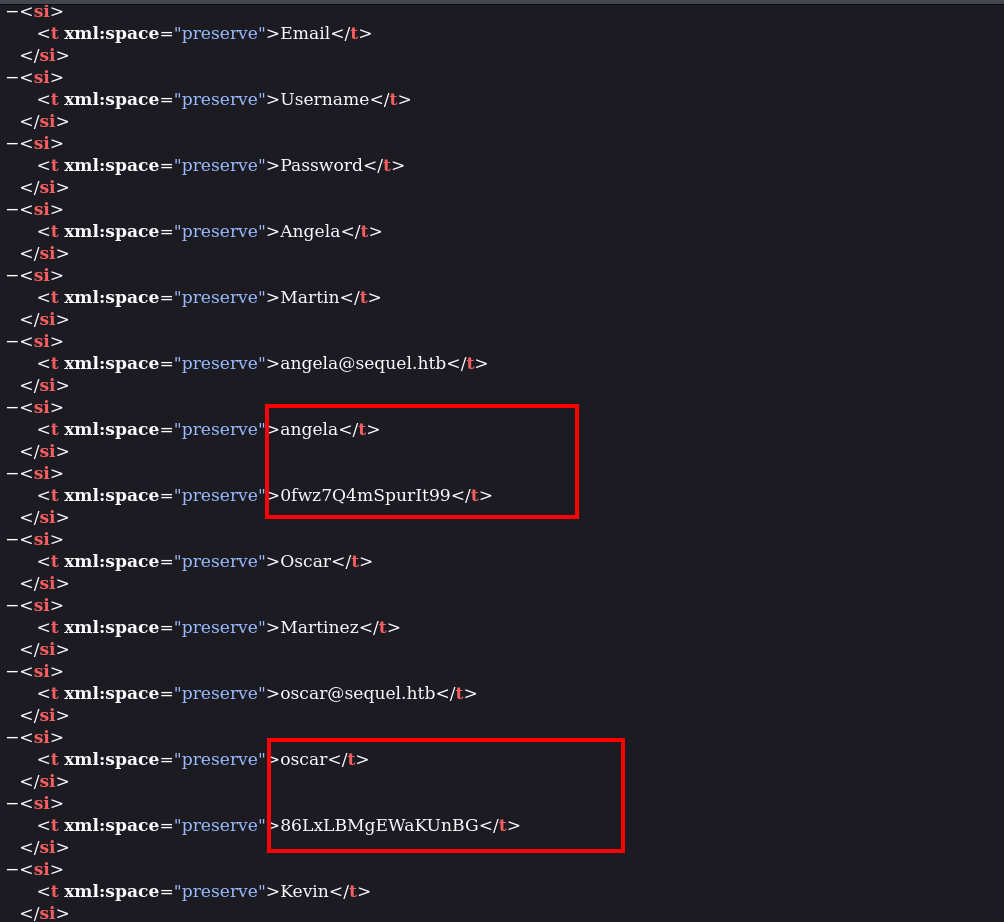 −<si>
<t xml:space="preserve">Email</t>
</si>
−<si>
<t xml:space="preserve">Username</t>
</si>
−<si>
<t xml:space="preserve">Password</t>
</si>
−<si>
<t xml:space="preserve">Angela</t>
</si>
−<si>
<t xml:space="preserve">Martin</t>
</si>
−<si>
<t xml:space="preserve">angela@sequel.htb</t>
</si>
−<si>
<t xml:space="preserve">angela</t>
</si>
−<si>
<t xml:space="preserve">0fwz7Q4mSpurIt99</t>
</si>
−<si>
<t xml:space="preserve">Oscar</t>
</si>
−<si>
<t xml:space="preserve">Martinez</t>
</si>
−<si>
<t xml:space="preserve">oscar@sequel.htb</t>
</si>
−<si>
<t xml:space="preserve">oscar</t>
</si>
−<si>
<t xml:space="preserve">86LxLBMgEWaKUnBG</t>
</si>
−<si>
<t xml:space="preserve">Kevin</t>
</si>